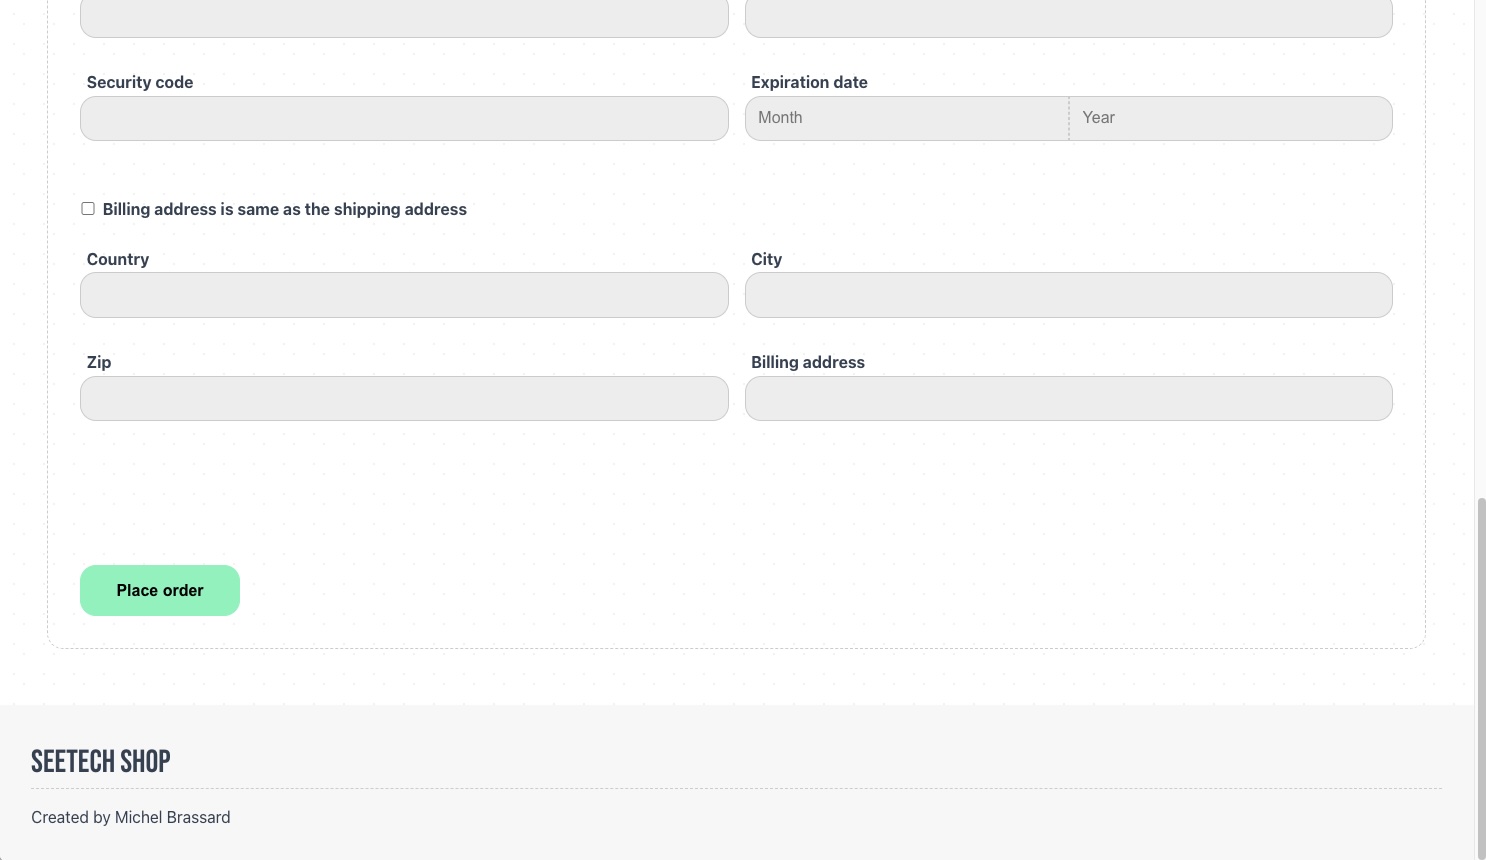 Security code
Expiration date
Month
Year
Billing address is same as the shipping address
Country
City
Zip
Billing address
Place order
SEETECH SHOP
Created by Michel Brassard